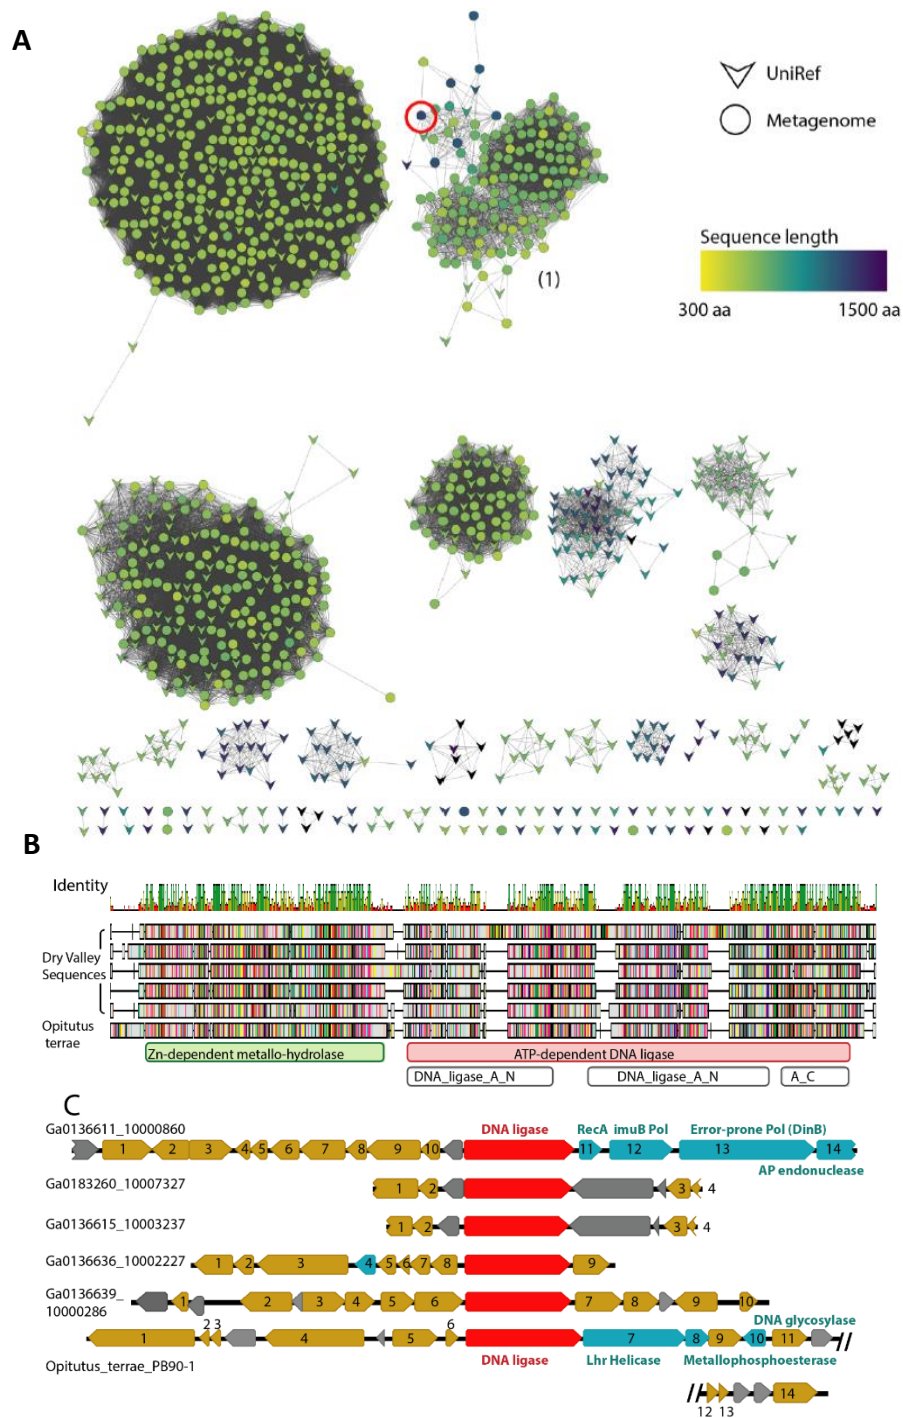 A
UniRef
Metagenome
Sequence length
300 aa 1500 aa
(1)
B
Identity
Dry Valley
Sequences
Opitutus
terrae
Zn-dependent metallo-hydrolase ATP-dependent DNA ligase
DNA_ligase_A_N DNA_ligase_A_N A_C
C
Ga0136611_10000860 DNA ligase RecA imuB Pol Error-prone Pol (DinB)
1 2 3 4 5 6 7 8 9 10 11 12 13 14
AP endonuclease
Ga0183260_10007327 1 2 3 4
Ga0136615_10003237 1 2 3 4
Ga0136636_10002227 1 2 3 4 5 6 7 8 9
Ga0136639_
10000286
1 2 3 4 5 6 7 8 9 10
DNA glycosylase
1 2 3 4 5 6 7 8 9 10 11 //
Opitutus_terrae_PB90-1 DNA ligase Lhr Helicase Metallophosphoesterase
// 14
12 13